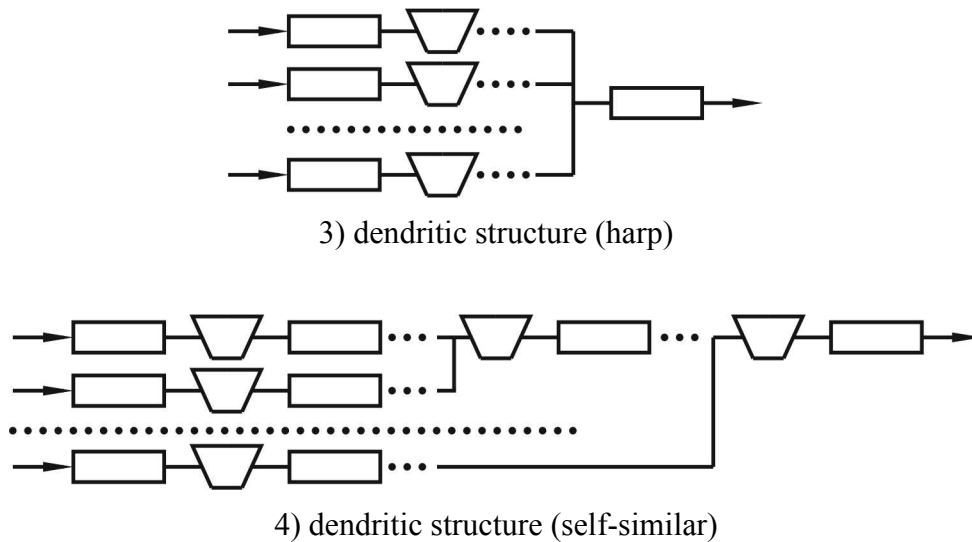 3) dendritic structure (harp)
4) dendritic structure (self-similar)